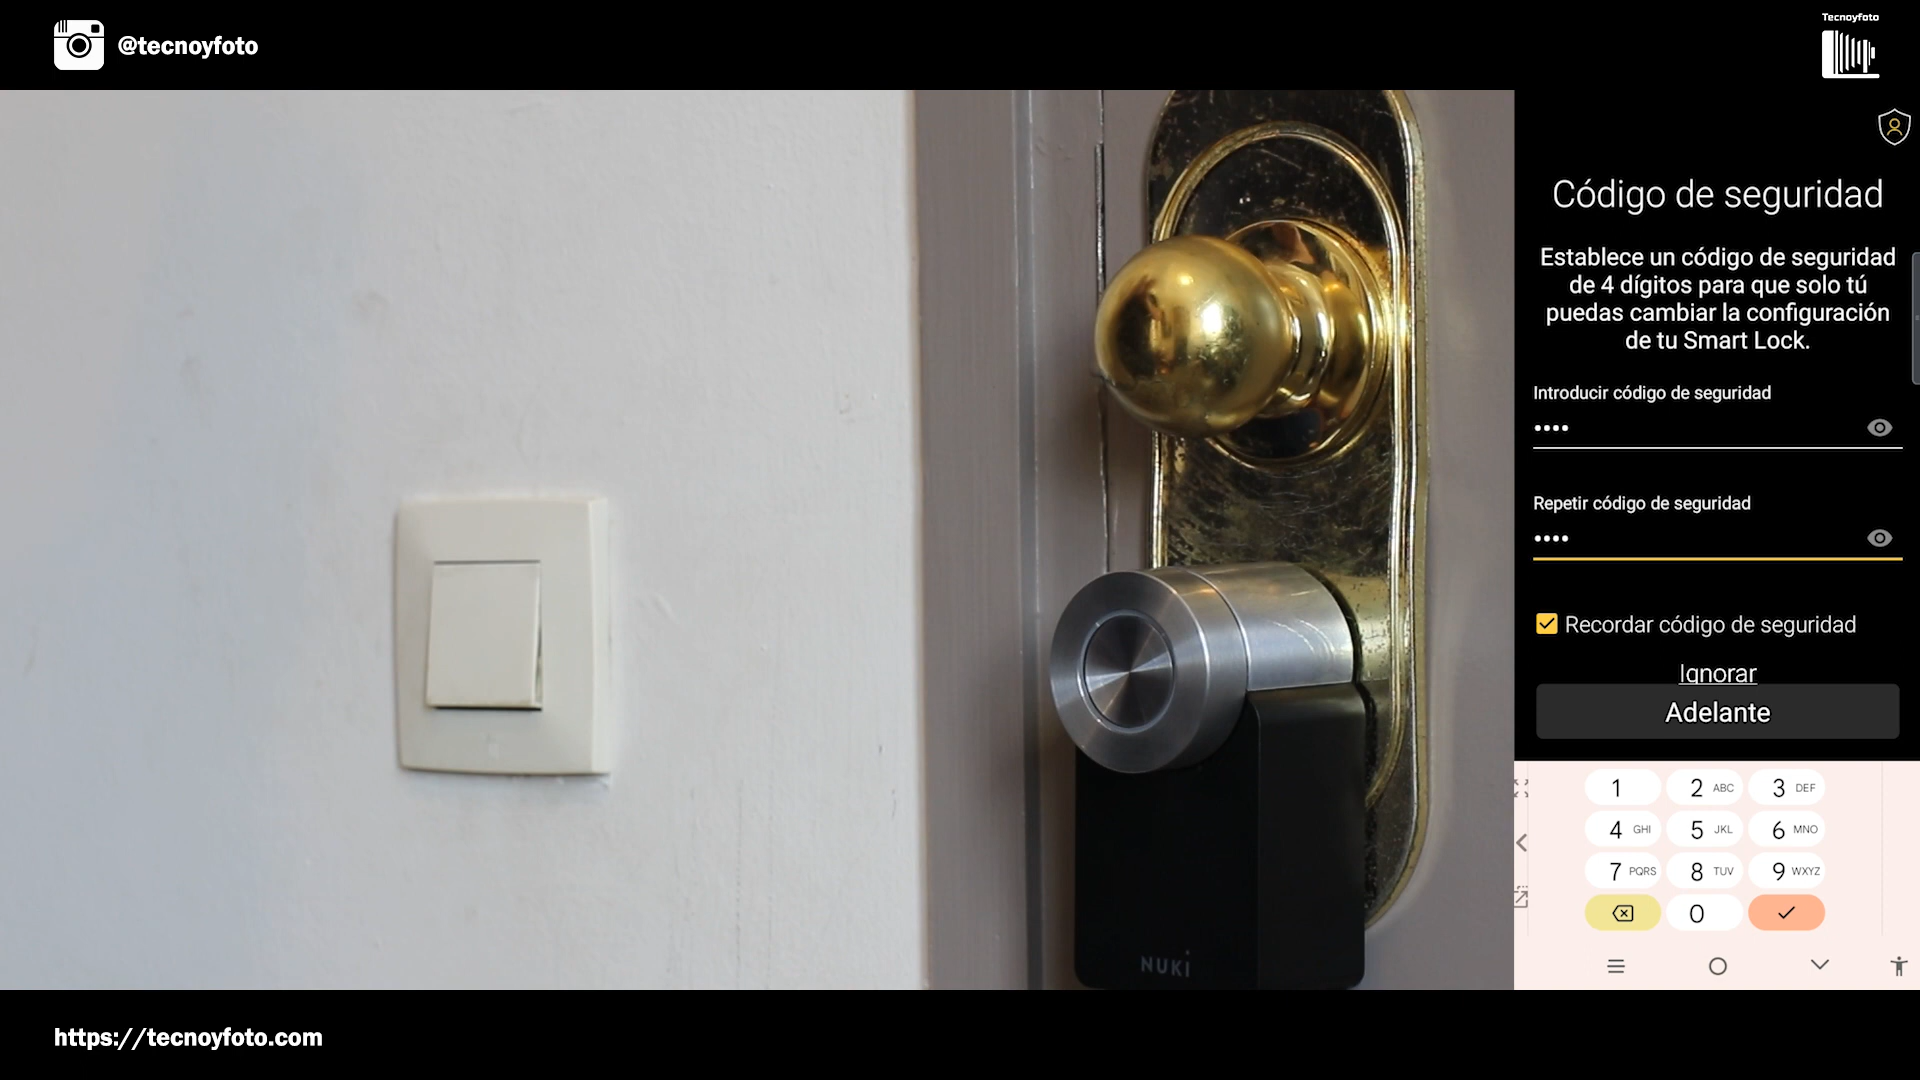 @tecnoyfoto
Tecnoyfoto
Código de seguridad
Establece un código de seguridad
de 4 dígitos para que solo tú
puedas cambiar la configuración
de tu Smart Lock.
Introducir código de seguridad
••••
Repetir código de seguridad
••••
Recordar código de seguridad
Ignorar
Adelante
1 2 ABC 3 DEF
4 GHI 5 JKL 6 MNO
7 PQRS 8 TUV 9 WXYZ
0
NUKI
https://tecnoyfoto.com